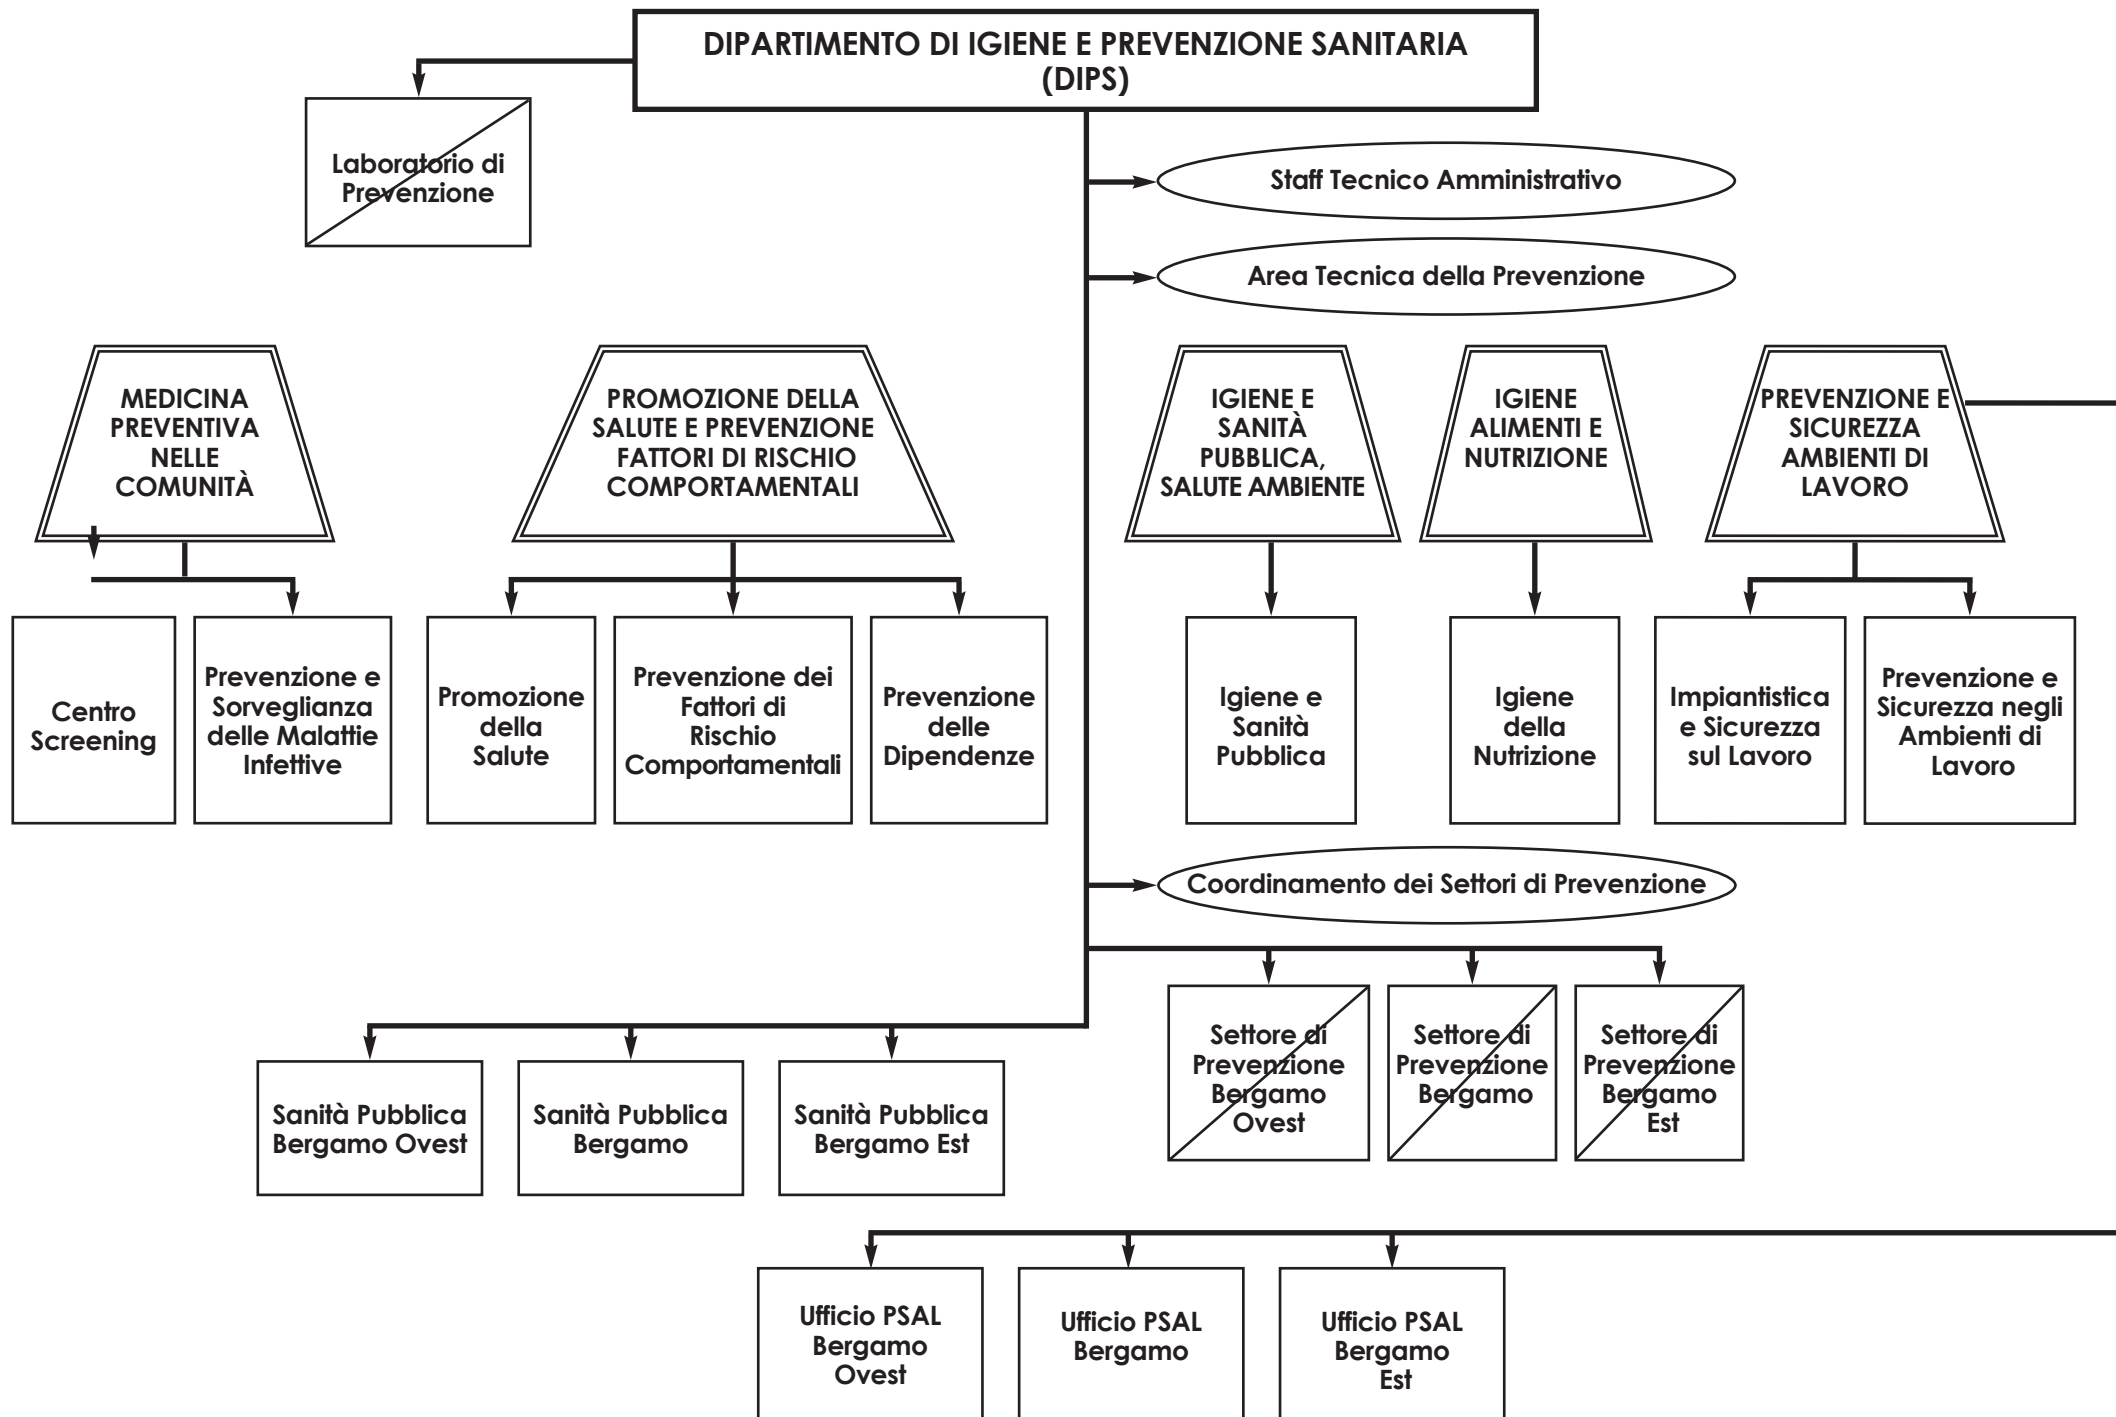 DIPARTIMENTO DI IGIENE E PREVENZIONE SANITARIA
(DIPS)
Laboratorio di
Prevenzione
Staff Tecnico Amministrativo
Area Tecnica della Prevenzione
MEDICINA
PREVENTIVA
NELLE
COMUNITÀ
PROMOZIONE DELLA
SALUTE E PREVENZIONE
FATTORI DI RISCHIO
COMPORTAMENTALI
IGIENE E
SANITÀ
PUBBLICA,
SALUTE AMBIENTE
IGIENE
ALIMENTI E
NUTRIZIONE
PREVENZIONE E
SICUREZZA
AMBIENTI DI
LAVORO
Centro
Screening
Prevenzione e
Sorveglianza
delle Malattie
Infettive
Promozione
della
Salute
Prevenzione dei
Fattori di
Rischio
Comportamentali
Prevenzione
delle
Dipendenze
Igiene e
Sanità
Pubblica
Igiene
della
Nutrizione
Impiantistica
e Sicurezza
sul Lavoro
Prevenzione e
Sicurezza negli
Ambienti di
Lavoro
Coordinamento dei Settori di Prevenzione
Settore di
Prevenzione
Bergamo
Ovest
Settore di
Prevenzione
Bergamo
Settore di
Prevenzione
Bergamo
Est
Sanità Pubblica
Bergamo Ovest
Sanità Pubblica
Bergamo
Sanità Pubblica
Bergamo Est
Ufficio PSAL
Bergamo
Ovest
Ufficio PSAL
Bergamo
Ufficio PSAL
Bergamo
Est